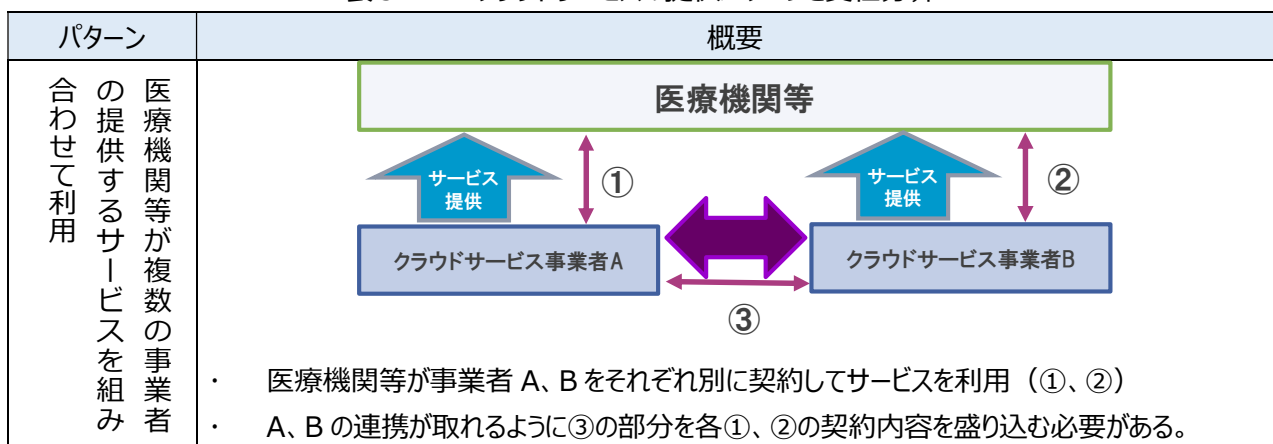 パターン
概要
医療機関等が複数の事業者
の提供するサービスを組み
合わせて利用
医療機関等
サービス
提供
①
サービス
提供
②
クラウドサービス事業者A
クラウドサービス事業者B
③
・ 医療機関等が事業者 A、B をそれぞれ別に契約してサービスを利用（①、②）
・ A、B の連携が取れるように③の部分を各①、②の契約内容を盛り込む必要がある。